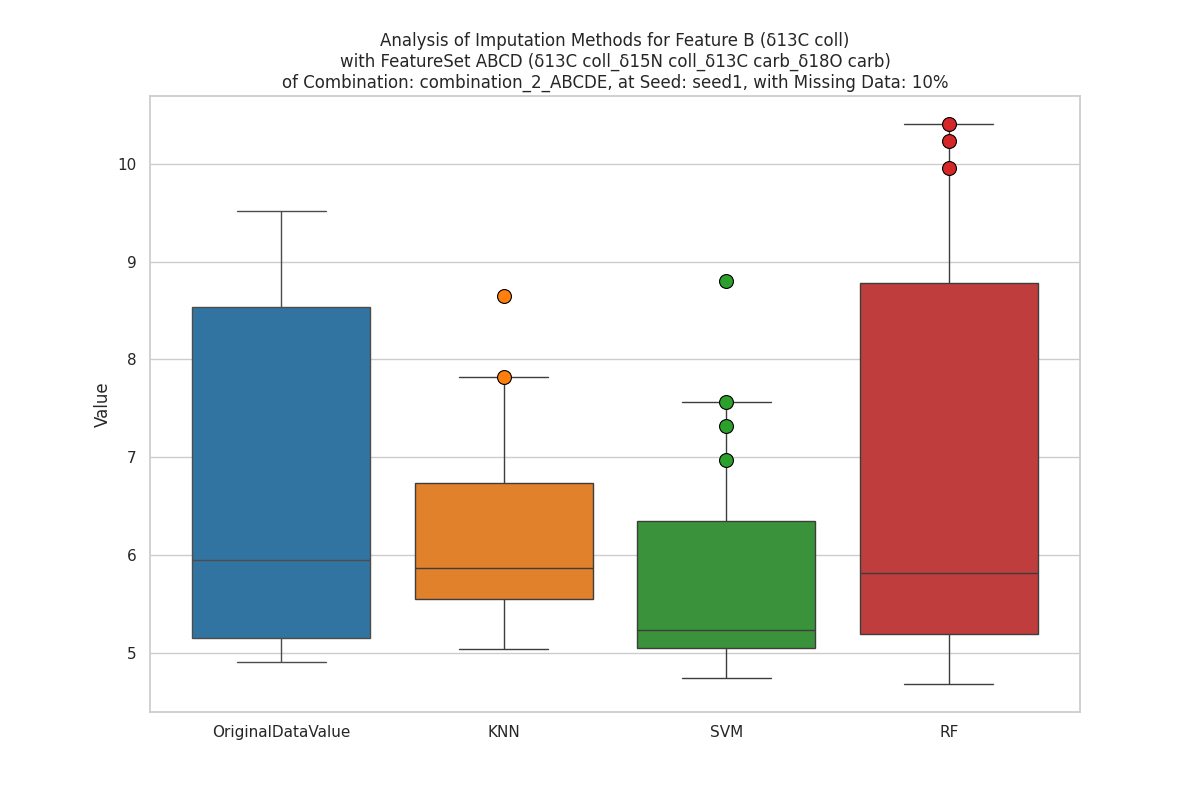 Analysis of Imputation Methods for Feature B (δ13C coll)
with FeatureSet ABCD (δ13C coll_δ15N coll_δ13C carb_δ18O carb)
of Combination: combination_2_ABCDE, at Seed: seed1, with Missing Data: 10%
10
9
8
7
6
5
Value
OriginalDataValue KNN SVM RF